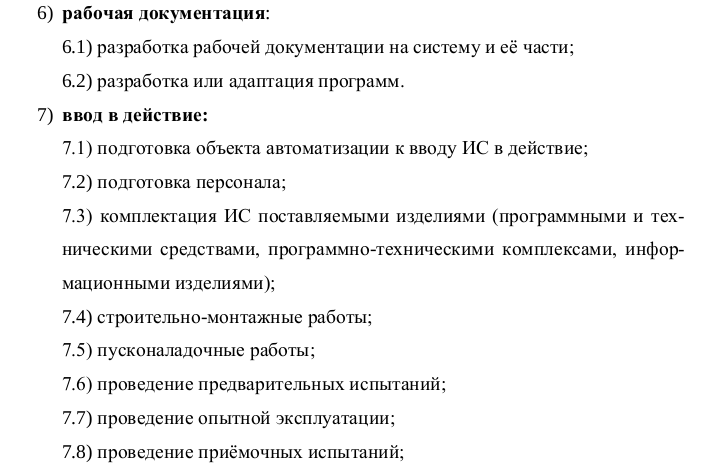 6) рабочая документация:
6.1) разработка рабочей документации на систему и её части;
6.2) разработка или адаптация программ.
7) ввод в действие:
7.1) подготовка объекта автоматизации к вводу ИС в действие;
7.2) подготовка персонала;
7.3) комплектация ИС поставляемыми изделиями (программными и тех-
ническими средствами, программно-техническими комплексами, инфор-
мационными изделиями);
7.4) строительно-монтажные работы;
7.5) пусконаладочные работы;
7.6) проведение предварительных испытаний;
7.7) проведение опытной эксплуатации;
7.8) проведение приёмочных испытаний;